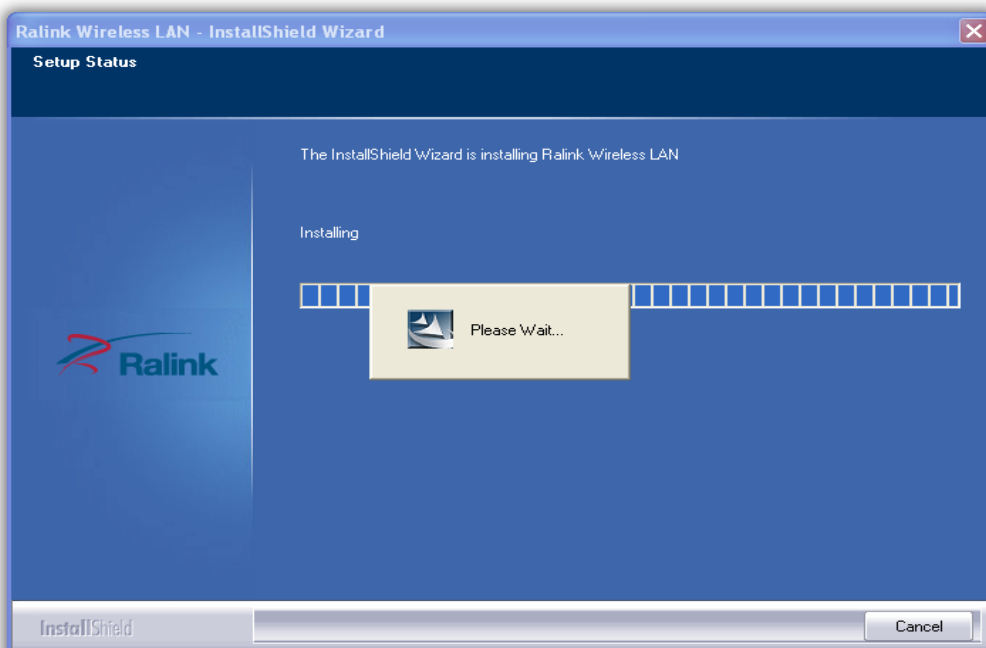 Ralink Wireless LAN - InstallShield Wizard
Setup Status
The InstallShield Wizard is installing Ralink Wireless LAN
Installing
Please Wait...
Ralink
InstallShield
Cancel